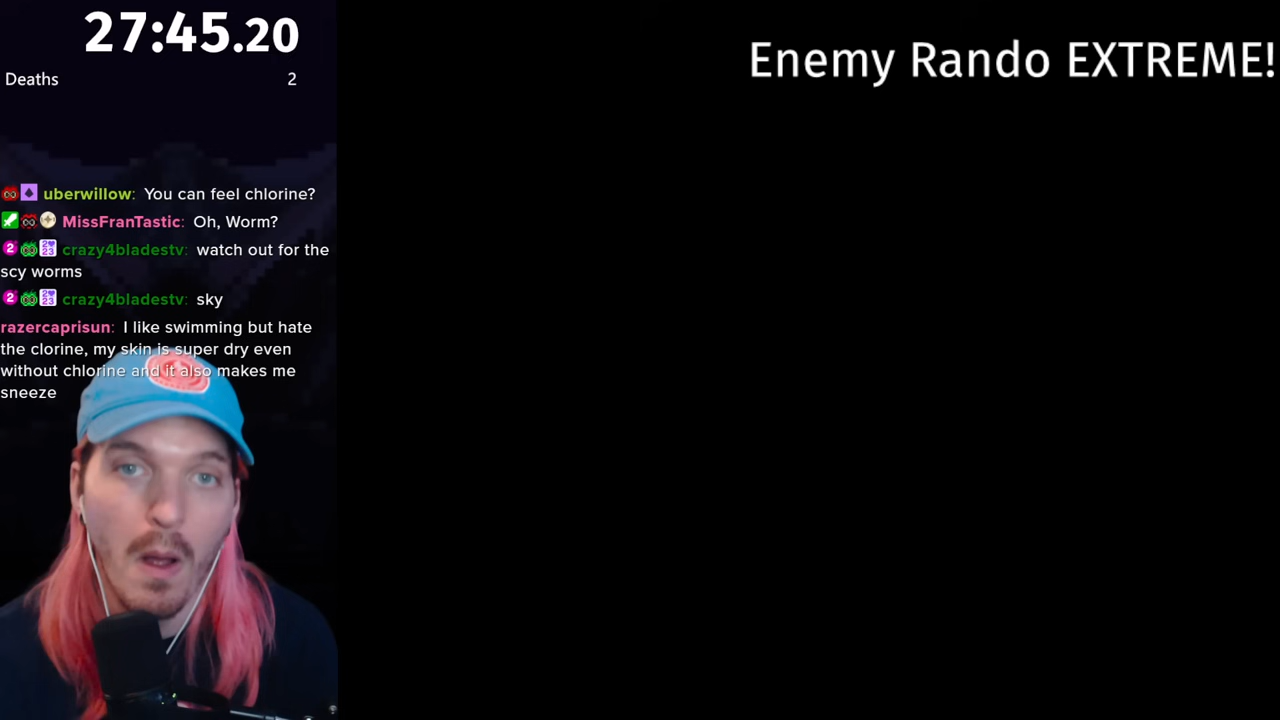 27:45.20
Enemy Rando EXTREME!
Deaths 2
uberwillow: You can feel chlorine?
MissFranTastic: Oh, Worm?
crazy4bladestv: watch out for the
scy worms
crazy4bladestv: sky
razercaprisun: I like swimming but hate
the clorine, my skin is super dry even
without chlorine and it also makes me
sneeze